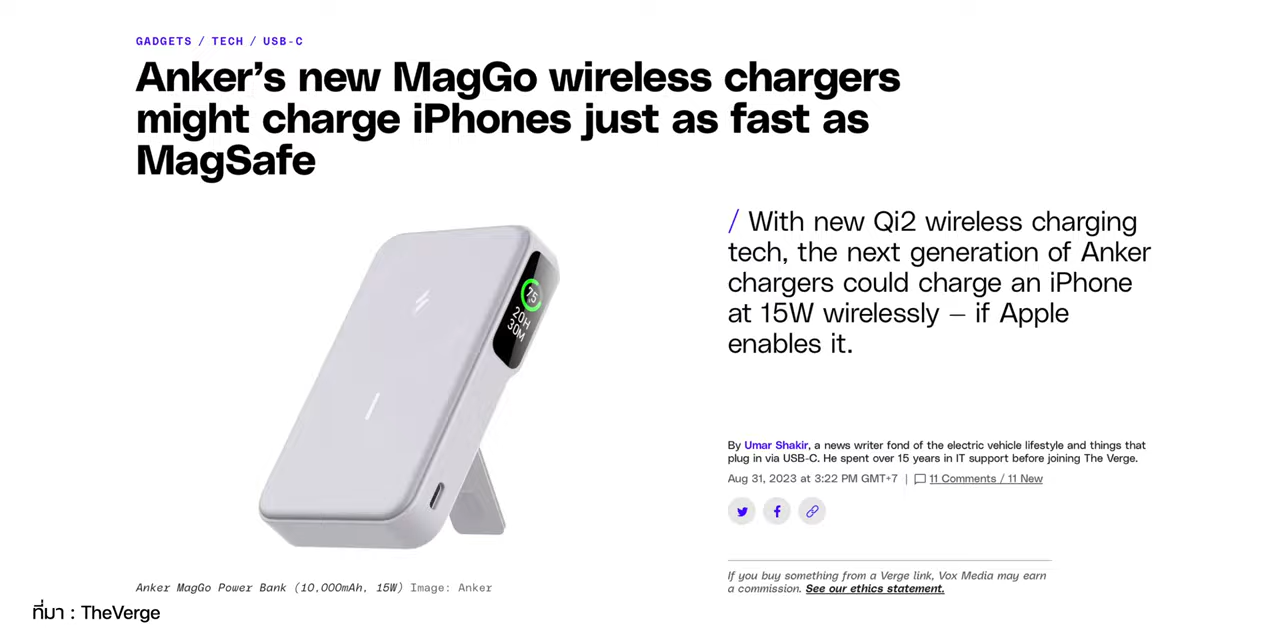 GADGETS / TECH / USB-C
Anker’s new MagGo wireless chargers
might charge iPhones just as fast as
MagSafe
/ With new Qi2 wireless charging
tech, the next generation of Anker
chargers could charge an iPhone
at 15W wirelessly — if Apple
enables it.
75
20H
30M
By Umar Shakir, a news writer fond of the electric vehicle lifestyle and things that
plug in via USB-C. He spent over 15 years in IT support before joining The Verge.
Aug 31, 2023 at 3:22 PM GMT+7 | 11 Comments / 11 New
If you buy something from a Verge link, Vox Media may earn
a commission. See our ethics statement.
Anker MagGo Power Bank (10,000mAh, 15W) Image: Anker
ที่มา : TheVerge